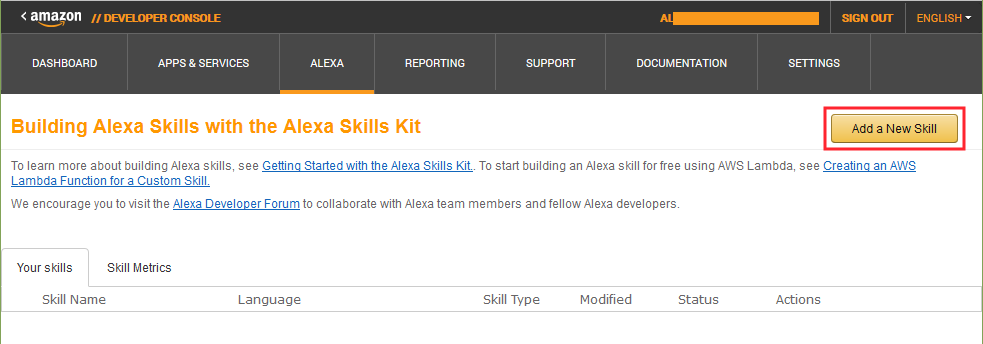 < amazon // DEVELOPER CONSOLE AL SIGN OUT ENGLISH
DASHBOARD APPS & SERVICES ALEXA REPORTING SUPPORT DOCUMENTATION SETTINGS
Building Alexa Skills with the Alexa Skills Kit Add a New Skill
To learn more about building Alexa skills, see Getting Started with the Alexa Skills Kit.. To start building an Alexa skill for free using AWS Lambda, see Creating an AWS
Lambda Function for a Custom Skill.
We encourage you to visit the Alexa Developer Forum to collaborate with Alexa team members and fellow Alexa developers.
Your skills Skill Metrics
Skill Name Language Skill Type Modified Status Actions